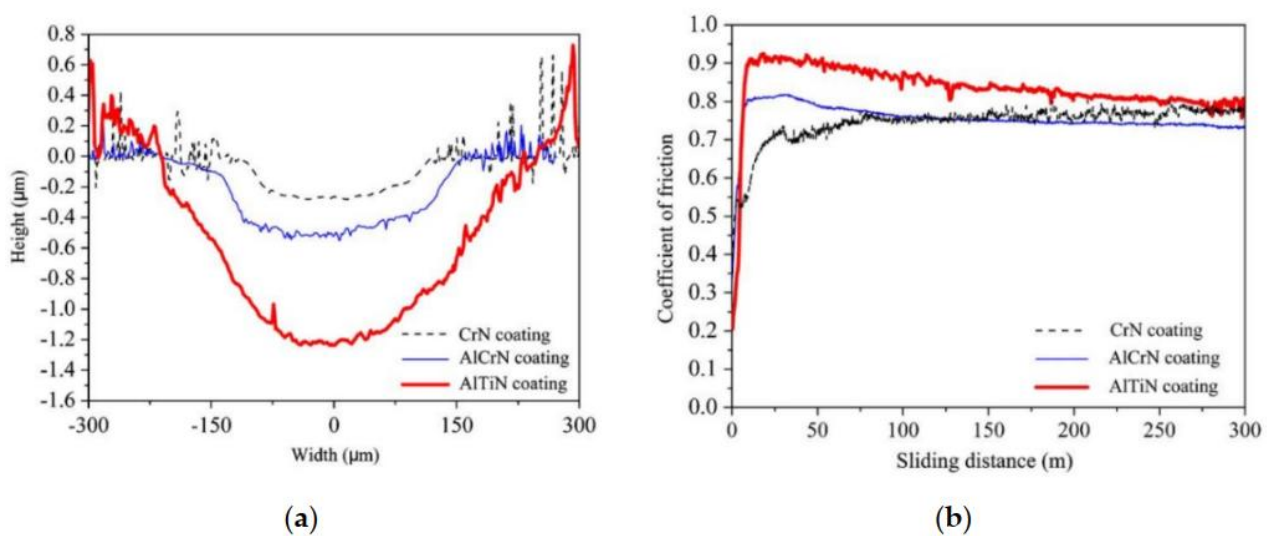 0.8
0.6
0.4
0.2
0.0
-0.2
-0.4
-0.6
-0.8
-1.0
-1.2
-1.4
-1.6
Height (μm)
CrN coating
AlCrN coating
AlTiN coating
-300 -150 0 150 300
Width (μm)
(a)
1.0
0.9
0.8
0.7
0.6
0.5
0.4
0.3
0.2
0.1
0.0
Coefficient of friction
CrN coating
AlCrN coating
AlTiN coating
0 50 100 150 200 250 300
Sliding distance (m)
(b)